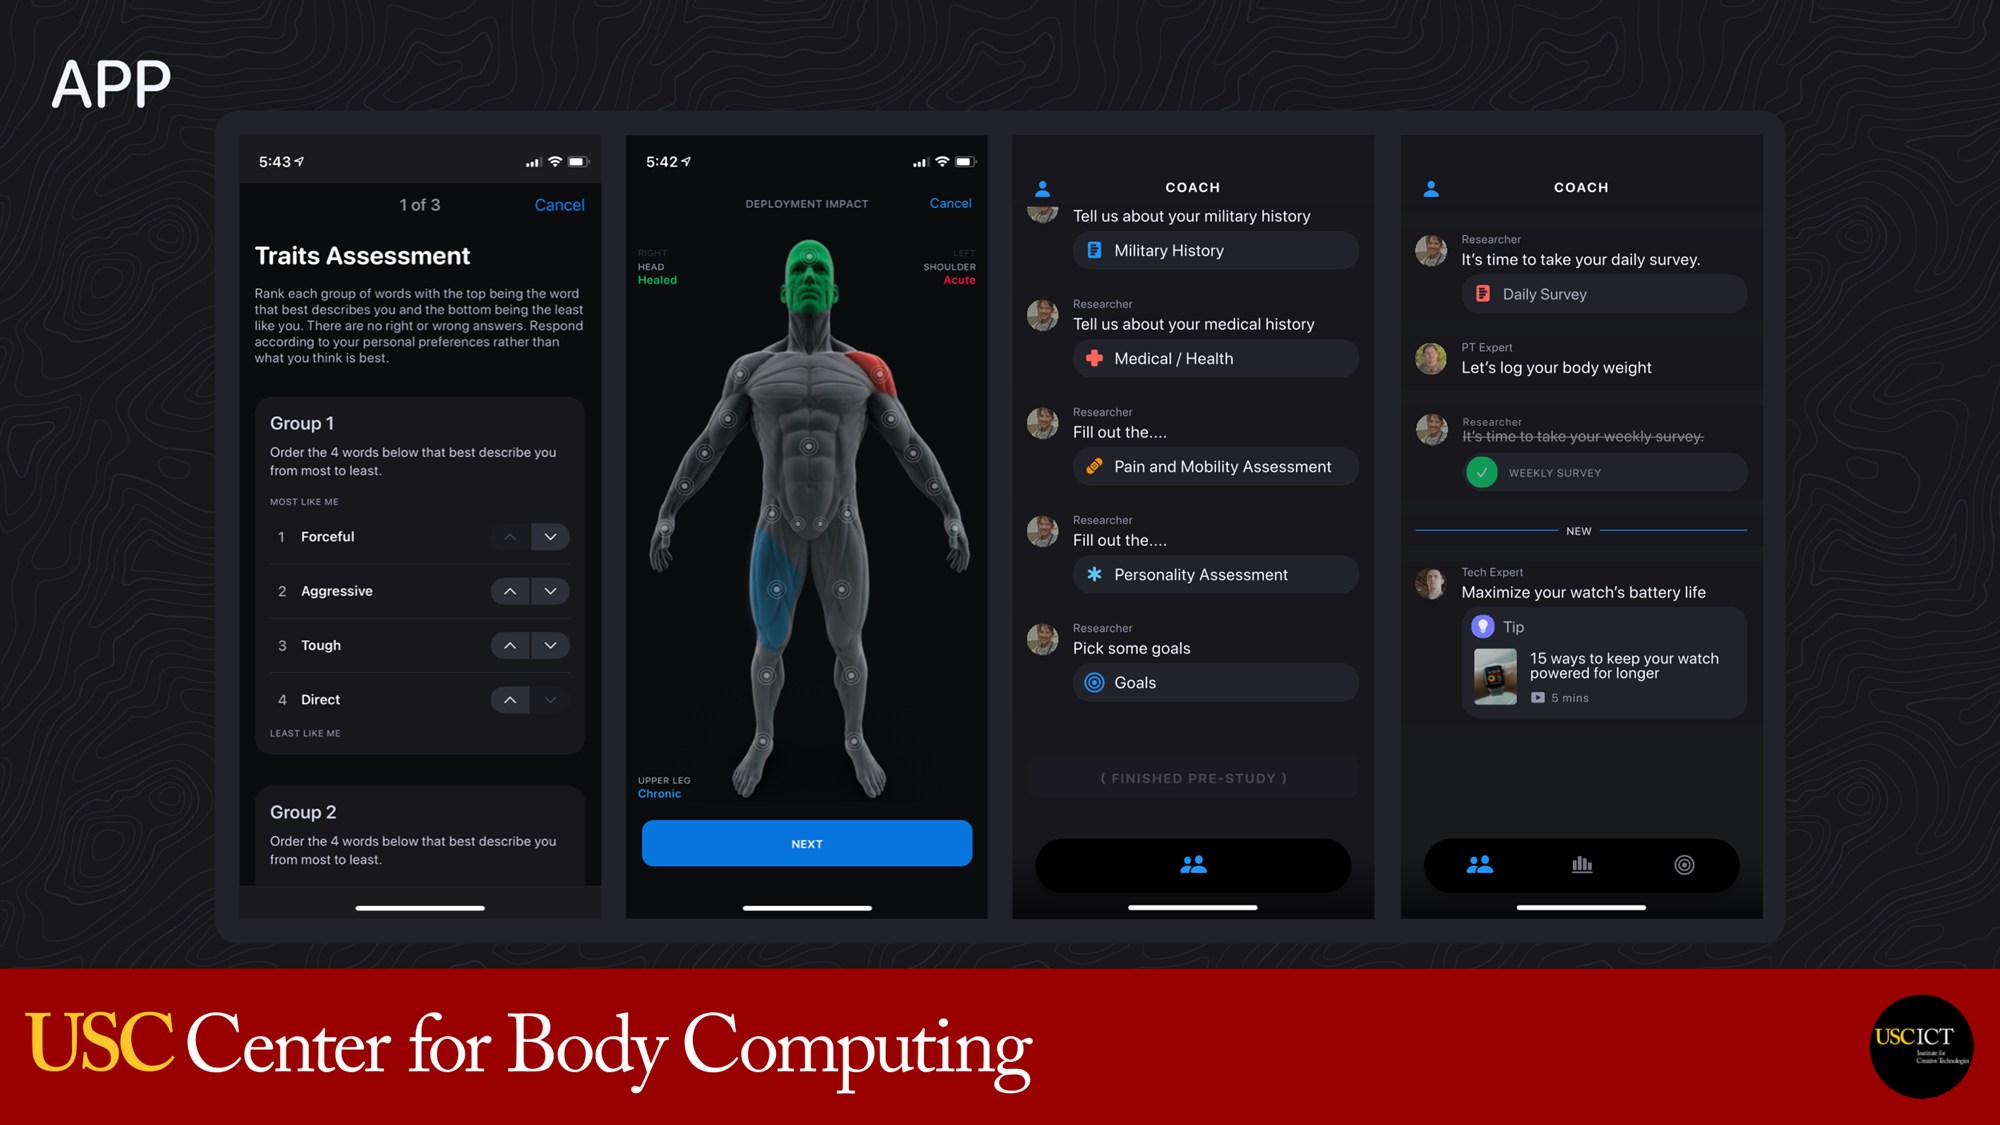 APP
5:43
1 of 3
Cancel
Traits Assessment
Rank each group of words with the top being the word
that best describes you and the bottom being the least
like you. There are no right or wrong answers. Respond
according to your personal preferences rather than
what you think is best.
Group 1
Order the 4 words below that best describe you
from most to least.
MOST LIKE ME
1 Forceful
2 Aggressive
3 Tough
4 Direct
LEAST LIKE ME
Group 2
Order the 4 words below that best describe you
from most to least.
5:42
DEPLOYMENT IMPACT
Cancel
RIGHT
HEAD
Healed
LEFT
SHOULDER
Acute
UPPER LEG
Chronic
NEXT
COACH
Tell us about your military history
Military History
Researcher
Tell us about your medical history
Medical / Health
Researcher
Fill out the....
Pain and Mobility Assessment
Researcher
Fill out the....
Personality Assessment
Researcher
Pick some goals
Goals
( FINISHED PRE-STUDY )
COACH
Researcher
It's time to take your daily survey.
Daily Survey
PT Expert
Let's log your body weight
Researcher
It's time to take your weekly survey.
WEEKLY SURVEY
NEW
Tech Expert
Maximize your watch's battery life
Tip
15 ways to keep your watch
powered for longer
5 mins
USC Center for Body Computing
USCICT
Institute for
Creative Technologies